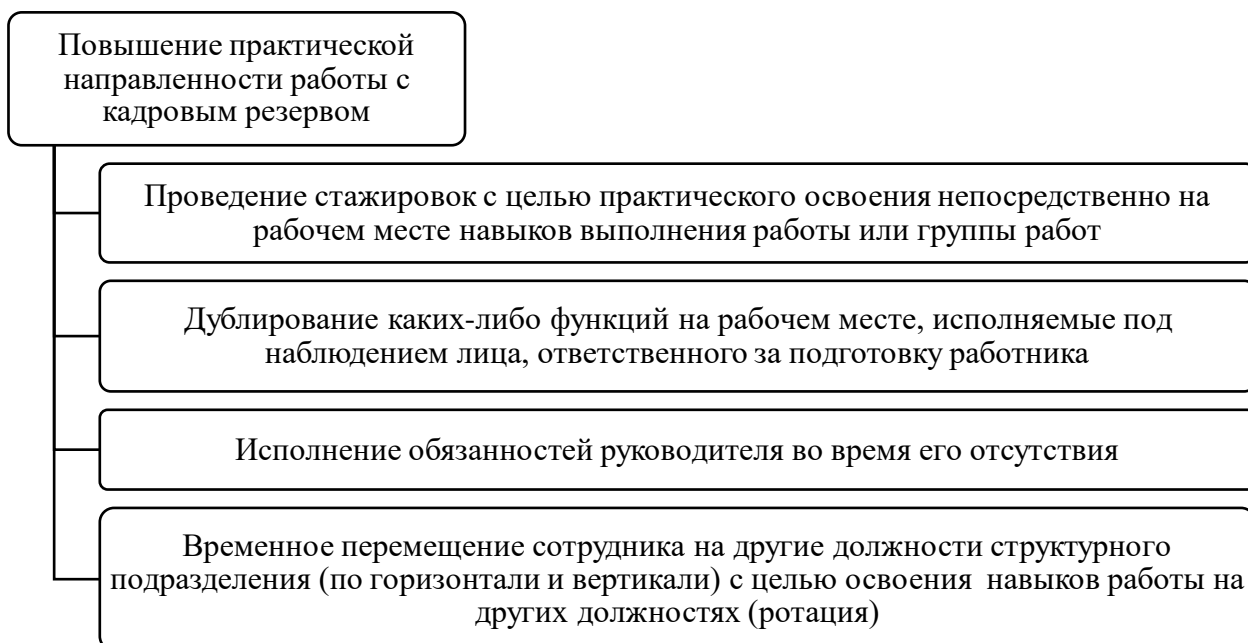 Повышение практической
направленности работы с
кадровым резервом
Проведение стажировок с целью практического освоения непосредственно на
рабочем месте навыков выполнения работы или группы работ
Дублирование каких-либо функций на рабочем месте, исполняемые под
наблюдением лица, ответственного за подготовку работника
Исполнение обязанностей руководителя во время его отсутствия
Временное перемещение сотрудника на другие должности структурного
подразделения (по горизонтали и вертикали) с целью освоения навыков работы на
других должностях (ротация)